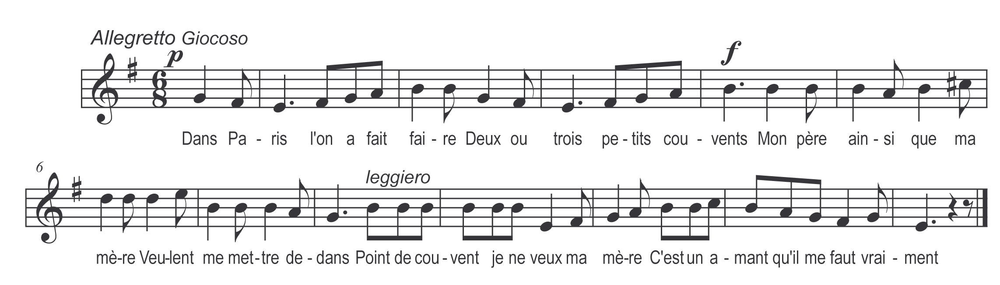 Allegretto Giocoso
p
f
6
8
Dans Pa - ris l'on a fait fai - re Deux ou trois pe - tits cou - vents Mon père ain - si que ma
6
leggiero
mè-re Veu-lent me met-tre de - dans Point de cou - vent je ne veux ma mè-re C'est un a - mant qu'il me faut vrai - ment